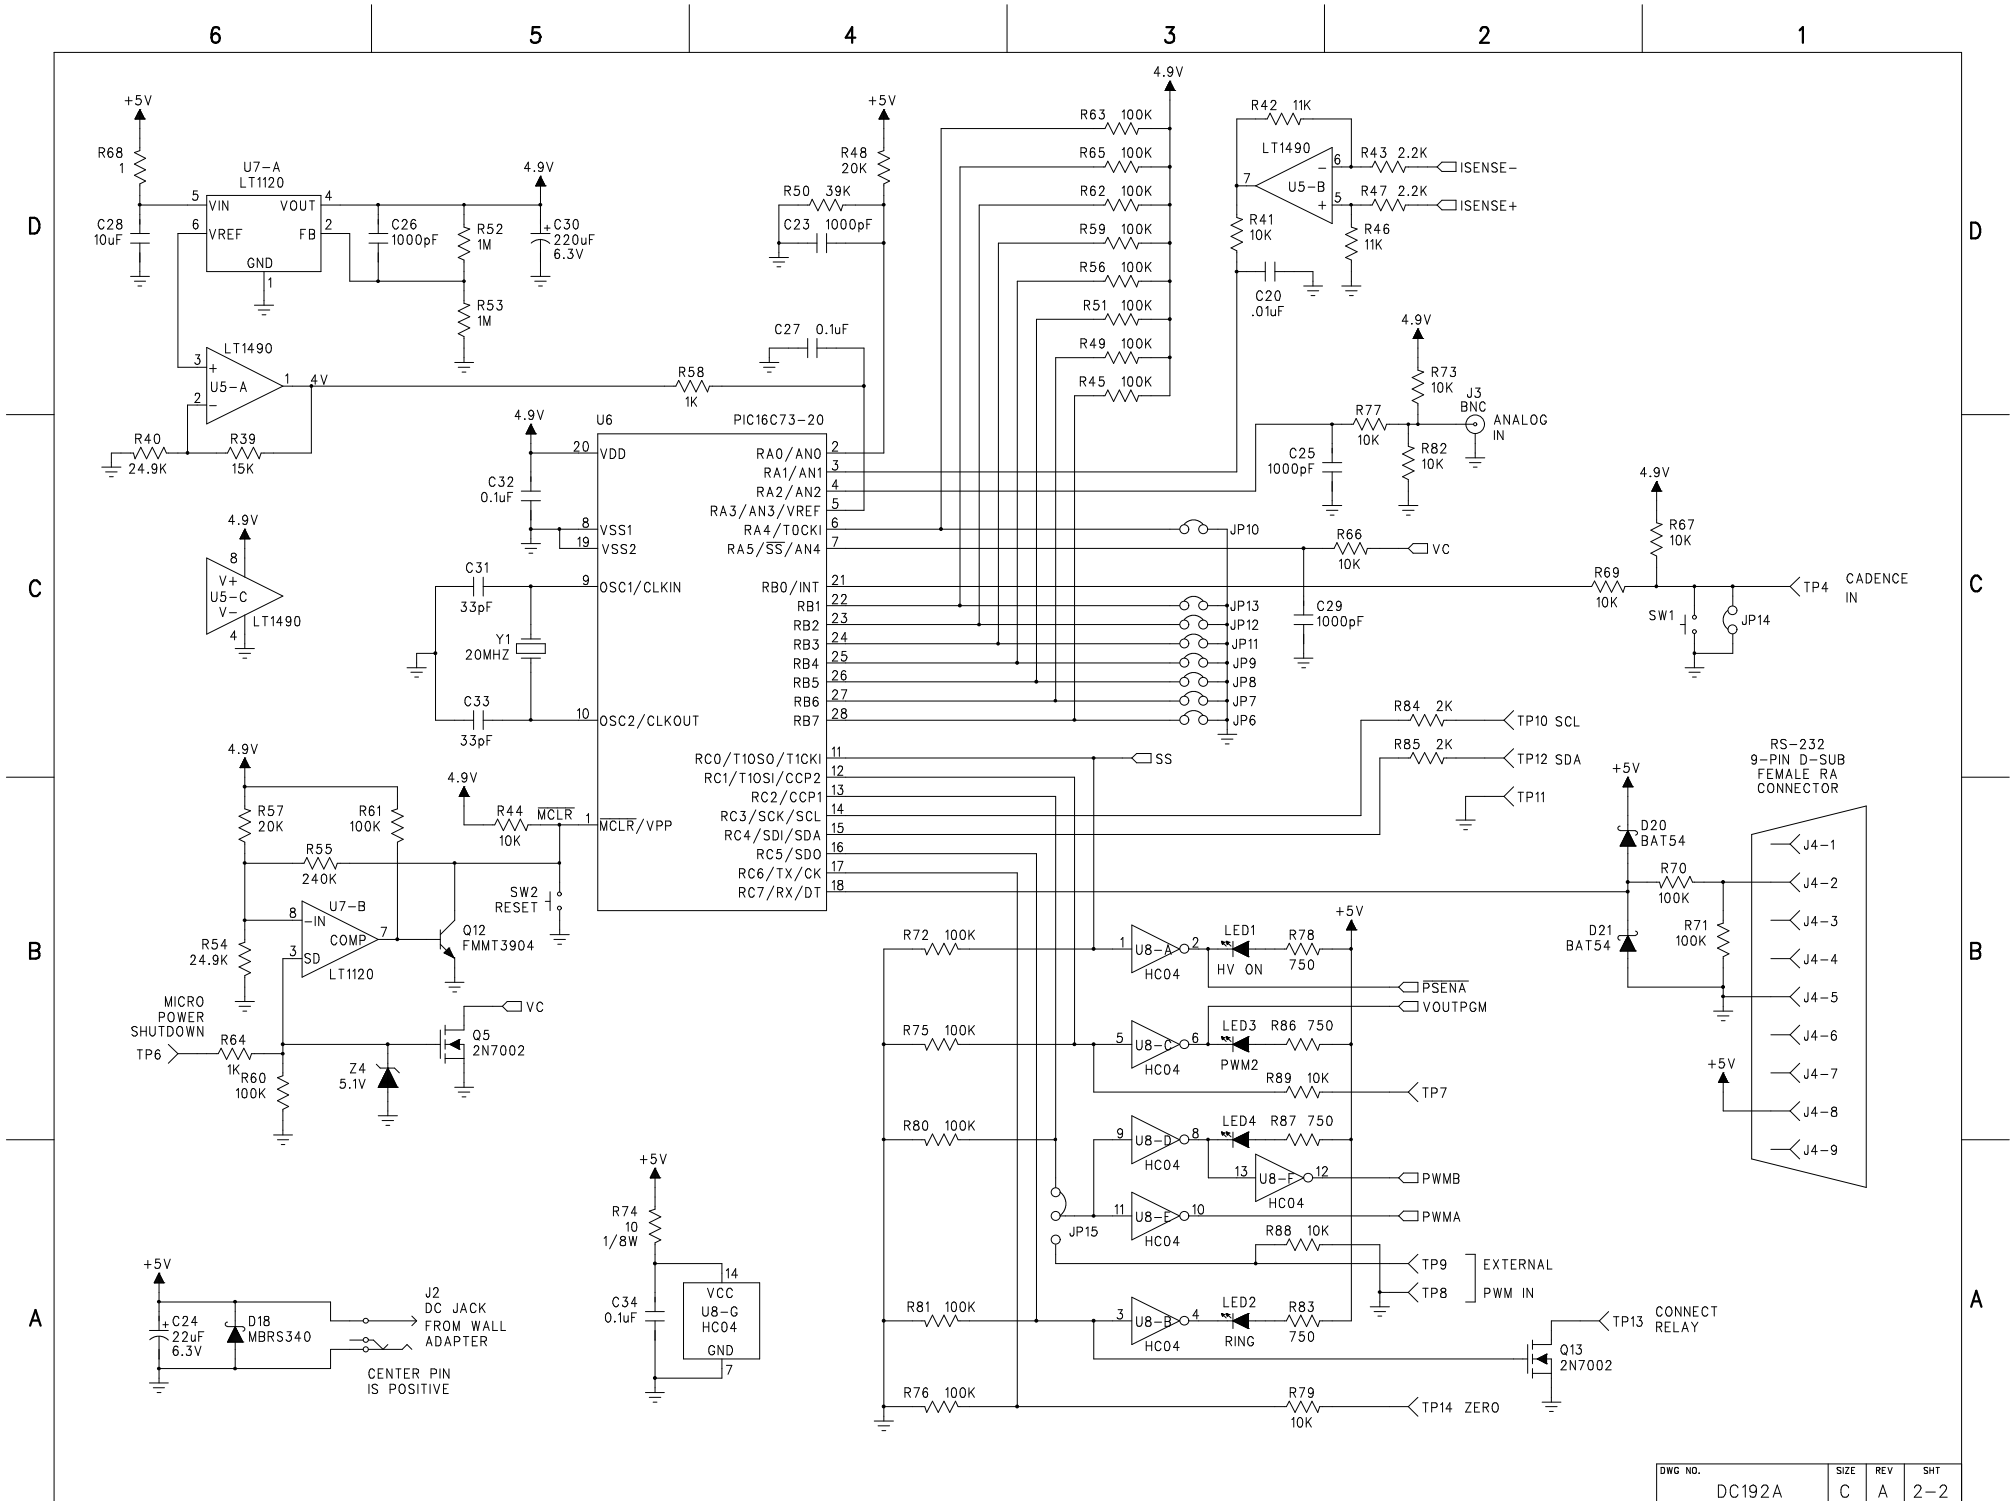 6 5 4 3 2 1
D
C
B
A
D
C
B
A
+5V
R68
1
U7-A
LT1120
5 VIN VOUT 4
6 VREF FB 2
GND
1
C28
10uF
C26
1000pF
R52
1M
R53
1M
4.9V
+ C30
220uF
6.3V
LT1490
3 +
U5-A
2 -
1 4V
R40
24.9K
R39
15K
R58
1K
4.9V
8
V+
U5-C
V-
LT1490
4
+5V
R48
20K
R50 39K
C23 1000pF
C27 0.1uF
4.9V
R63 100K
R65 100K
R62 100K
R59 100K
R56 100K
R51 100K
R49 100K
R45 100K
R42 11K
LT1490
U5-B
7
6 -
5 +
R43 2.2K ISENSE-
R47 2.2K ISENSE+
R41
10K
R46
11K
C20
.01uF
4.9V
R73
10K
J3
BNC
ANALOG
IN
R77
10K
R82
10K
C25
1000pF
4.9V
C32
0.1uF
C31
33pF
Y1
20MHZ
C33
33pF
U6 PIC16C73-20
20 VDD
8 VSS1
19 VSS2
9 OSC1/CLKIN
10 OSC2/CLKOUT
1 MCLR/VPP
RA0/AN0 2
RA1/AN1 3
RA2/AN2 4
RA3/AN3/VREF 5
RA4/T0CKI 6
RA5/SS/AN4 7
RB0/INT 21
RB1 22
RB2 23
RB3 24
RB4 25
RB5 26
RB6 27
RB7 28
RC0/T10S0/T1CKI 11
RC1/T10SI/CCP2 12
RC2/CCP1 13
RC3/SCK/SCL 14
RC4/SDI/SDA 15
RC5/SDO 16
RC6/TX/CK 17
RC7/RX/DT 18
JP10
JP13
JP12
JP11
JP9
JP8
JP7
JP6
R66
10K
VC
C29
1000pF
4.9V
R67
10K
R69
10K
SW1
JP14
TP4
CADENCE
IN
R84 2K TP10 SCL
R85 2K TP12 SDA
TP11
SS
4.9V
R57
20K
R61
100K
R55
240K
U7-B
8 -IN
COMP 7
3 SD
LT1120
R54
24.9K
Q12
FMMT3904
4.9V
R44
10K
MCLR
SW2
RESET
MICRO
POWER
SHUTDOWN
TP6
R64
1K
R60
100K
Z4
5.1V
VC
Q5
2N7002
+5V
D20
BAT54
D21
BAT54
R70
100K
R71
100K
RS-232
9-PIN D-SUB
FEMALE RA
CONNECTOR
J4-1
J4-2
J4-3
J4-4
J4-5
J4-6
J4-7
J4-8
J4-9
+5V
R72 100K
1 U8-A 2
HC04
LED1
HV ON
R78
750
+5V
PSENA
VOUTPGM
R75 100K
5 U8-C 6
HC04
LED3
PWM2
R86 750
R89 10K
TP7
R80 100K
9 U8-D 8
HC04
LED4
R87 750
13 U8-F 12
HC04
PWMB
11 U8-E 10
HC04
PWMA
JP15
R88 10K
TP9
TP8
EXTERNAL
PWM IN
R81 100K
3 U8-B 4
HC04
LED2
RING
R83
750
TP13
CONNECT
RELAY
Q13
2N7002
R76 100K
R79
10K
TP14 ZERO
+5V
R74
10
1/8W
C34
0.1uF
14
VCC
U8-G
HC04
GND
7
+5V
+ C24
22uF
6.3V
D18
MBRS340
J2
DC JACK
FROM WALL
ADAPTER
CENTER PIN
IS POSITIVE
DWG NO. SIZE REV SHT
DC192A C A 2-2